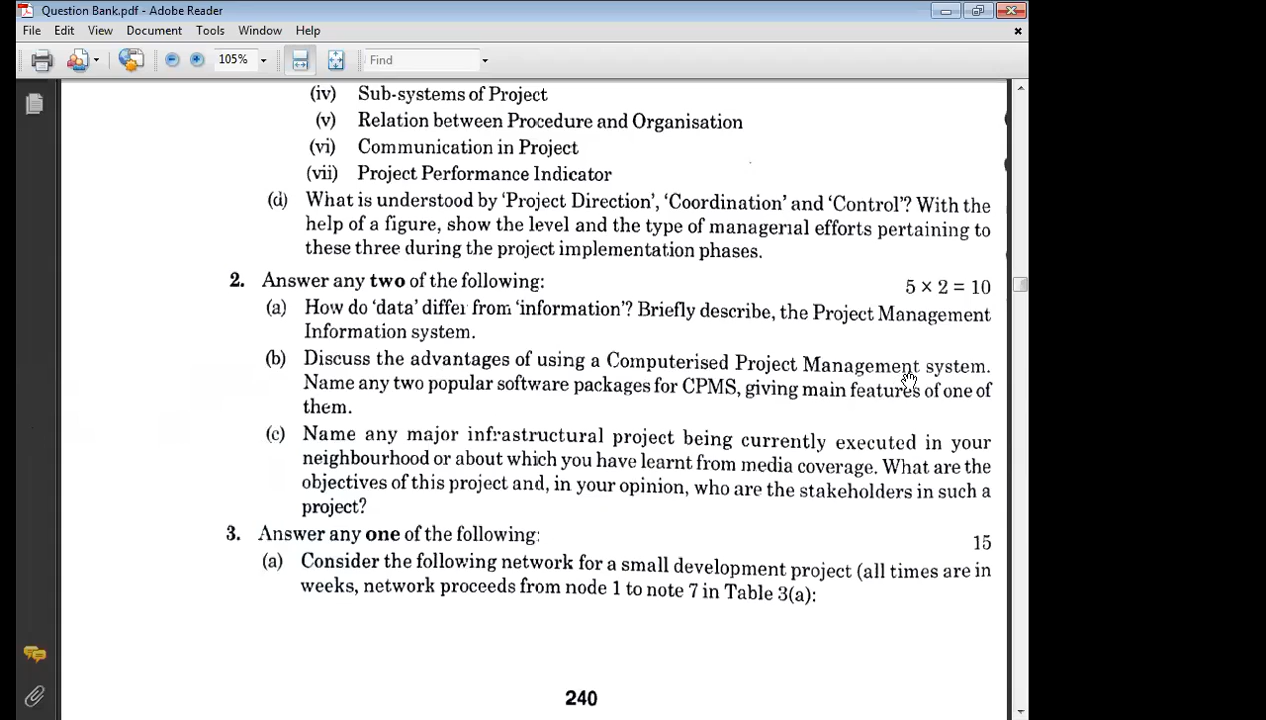 Question Bank.pdf - Adobe Reader
File Edit View Document Tools Window Help
105% Find
(iv) Sub-systems of Project
(v) Relation between Procedure and Organisation
(vi) Communication in Project
(vii) Project Performance Indicator
(d) What is understood by 'Project Direction', 'Coordination' and 'Control'? With the
help of a figure, show the level and the type of managerial efforts pertaining to
these three during the project implementation phases.
2. Answer any two of the following: 5 × 2 = 10
(a) How do 'data' differ from 'information'? Briefly describe, the Project Management
Information system.
(b) Discuss the advantages of using a Computerised Project Management system.
Name any two popular software packages for CPMS, giving main features of one of
them.
(c) Name any major infrastructural project being currently executed in your
neighbourhood or about which you have learnt from media coverage. What are the
objectives of this project and, in your opinion, who are the stakeholders in such a
project?
3. Answer any one of the following: 15
(a) Consider the following network for a small development project (all times are in
weeks, network proceeds from node 1 to note 7 in Table 3(a):
240